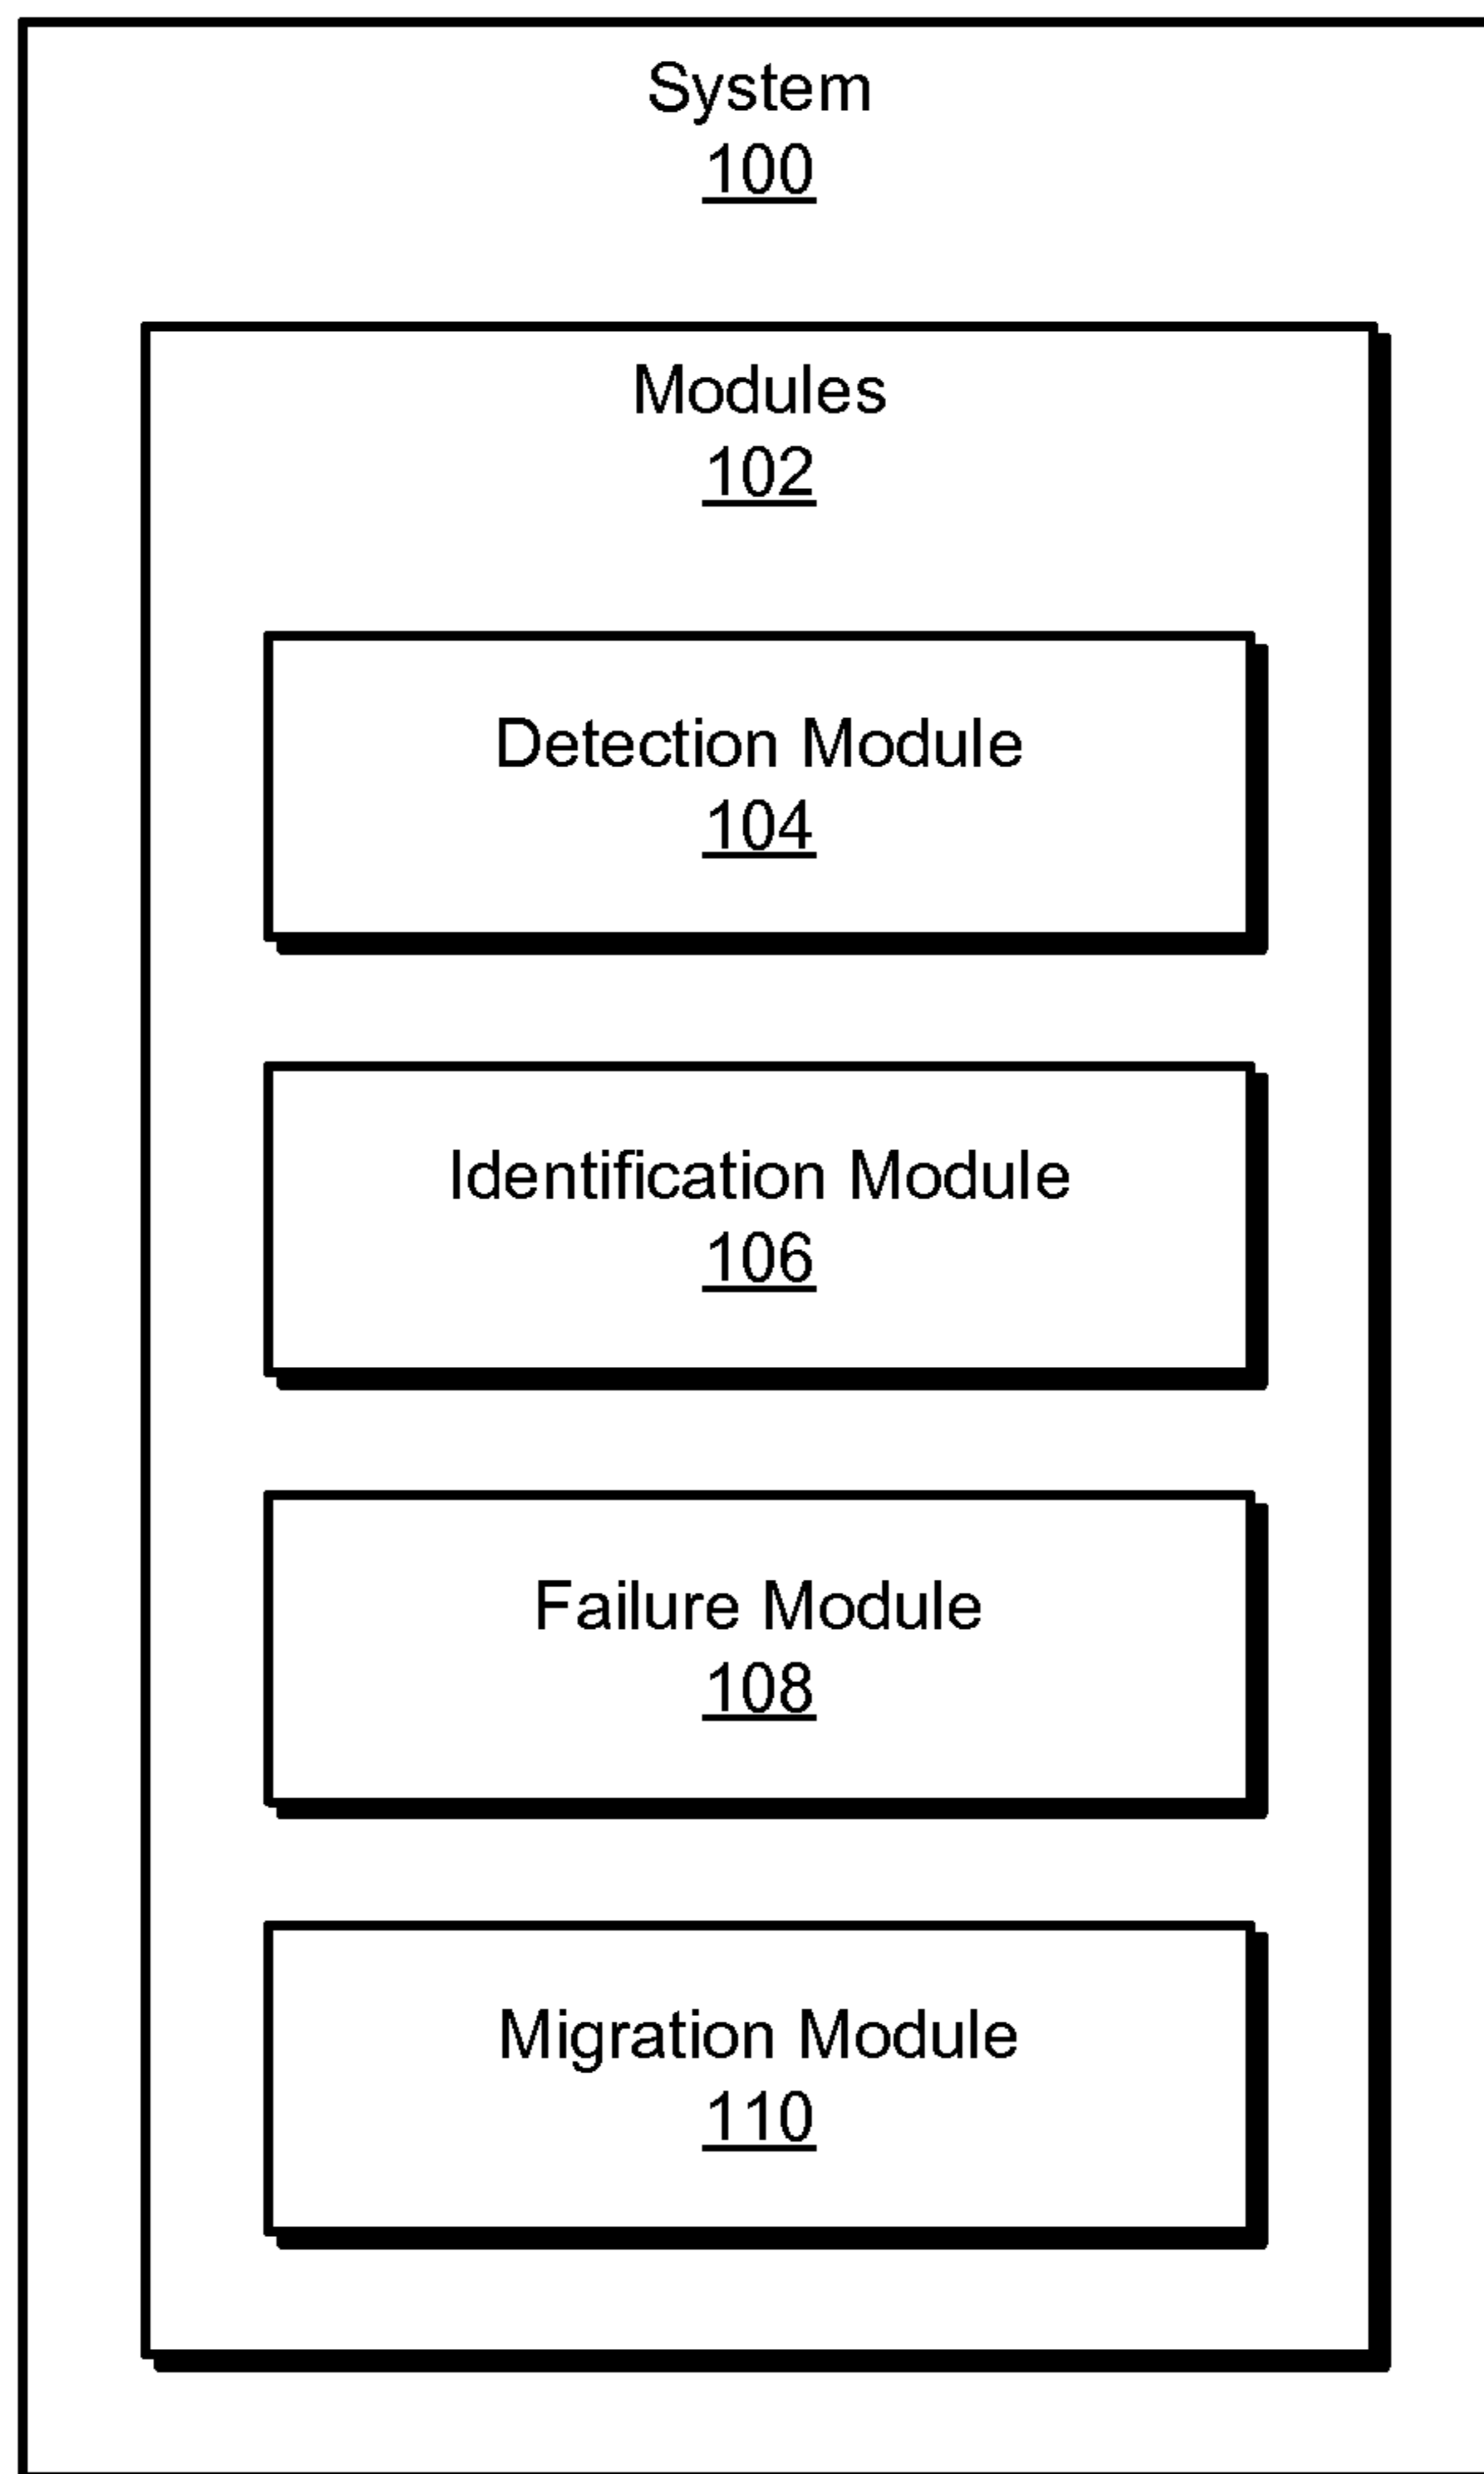 System
100
Modules
102
Detection Module
104
Identification Module
106
Failure Module
108
Migration Module
110